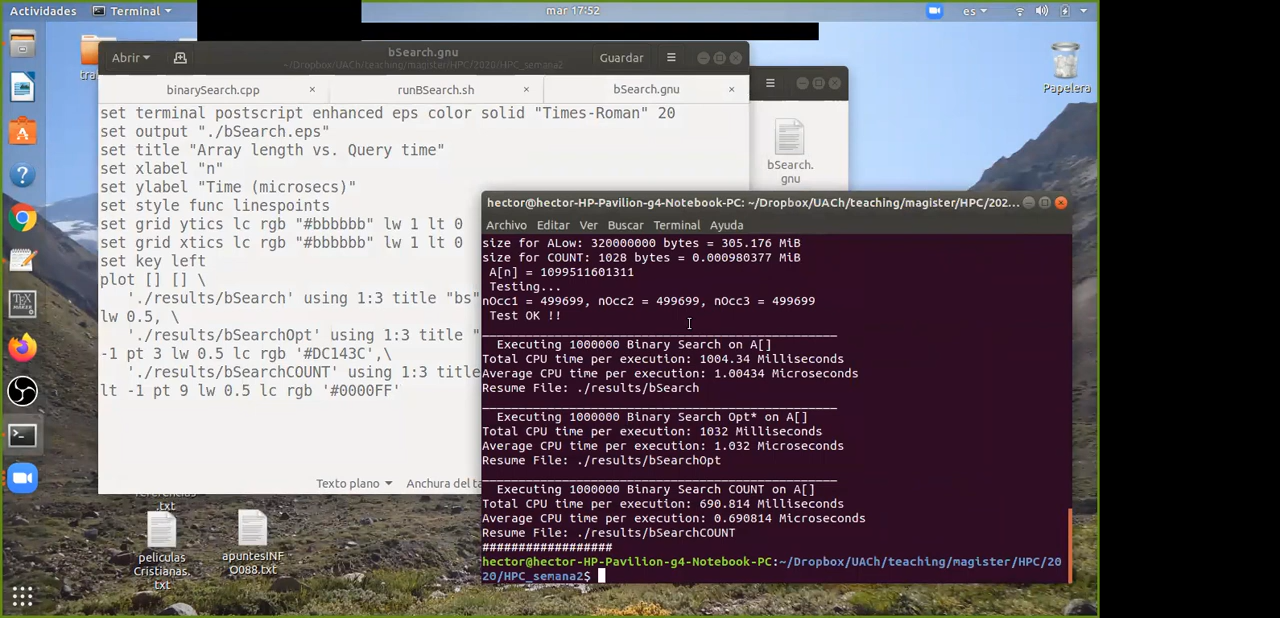 Actividades
Terminal
mar 17:52
es
Papelera
Abrir
bSearch.gnu
~/Dropbox/UACh/teaching/magister/HPC/2020/HPC_semana2
Guardar
binarySearch.cpp
runBSearch.sh
bSearch.gnu
set terminal postscript enhanced eps color solid "Times-Roman" 20
set output "./bSearch.eps"
set title "Array length vs. Query time"
set xlabel "n"
set ylabel "Time (microsecs)"
set style func linespoints
set grid ytics lc rgb "#bbbbbb" lw 1 lt 0
set grid xtics lc rgb "#bbbbbb" lw 1 lt 0
set key left
plot [] [] \
'./results/bSearch' using 1:3 title "bs"
lw 0.5, \
'./results/bSearchOpt' using 1:3 title "
-1 pt 3 lw 0.5 lc rgb '#DC143C',\
'./results/bSearchCOUNT' using 1:3 title
lt -1 pt 9 lw 0.5 lc rgb '#0000FF'
Texto plano
Anchura del ta
bSearch.
gnu
hector@hector-HP-Pavilion-g4-Notebook-PC: ~/Dropbox/UACh/teaching/magister/HPC/202...
Archivo Editar Ver Buscar Terminal Ayuda
size for ALow: 320000000 bytes = 305.176 MiB
size for COUNT: 1028 bytes = 0.000980377 MiB
A[n] = 1099511601311
Testing...
nOcc1 = 499699, nOcc2 = 499699, nOcc3 = 499699
Test OK !!
Executing 1000000 Binary Search on A[]
Total CPU time per execution: 1004.34 Milliseconds
Average CPU time per execution: 1.00434 Microseconds
Resume File: ./results/bSearch
Executing 1000000 Binary Search Opt* on A[]
Total CPU time per execution: 1032 Milliseconds
Average CPU time per execution: 1.032 Microseconds
Resume File: ./results/bSearchOpt
Executing 1000000 Binary Search COUNT on A[]
Total CPU time per execution: 690.814 Milliseconds
Average CPU time per execution: 0.690814 Microseconds
Resume File: ./results/bSearchCOUNT
##################
hector@hector-HP-Pavilion-g4-Notebook-PC:~/Dropbox/UACh/teaching/magister/HPC/20
20/HPC_semana2$
.txt
peliculas
Cristianas.
txt
apuntesINF
O088.txt